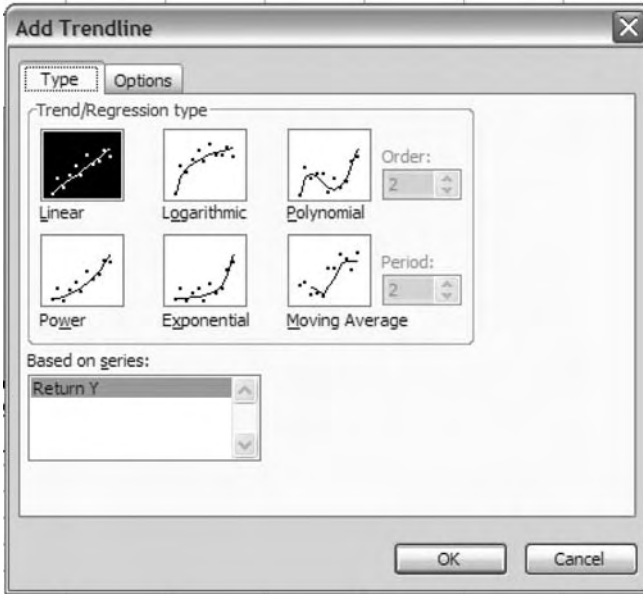 Add Trendline
Type
Options
Trend/Regression type
Order:
2
Linear
Logarithmic
Polynomial
Period:
2
Power
Exponential
Moving Average
Based on series:
Return Y
OK
Cancel